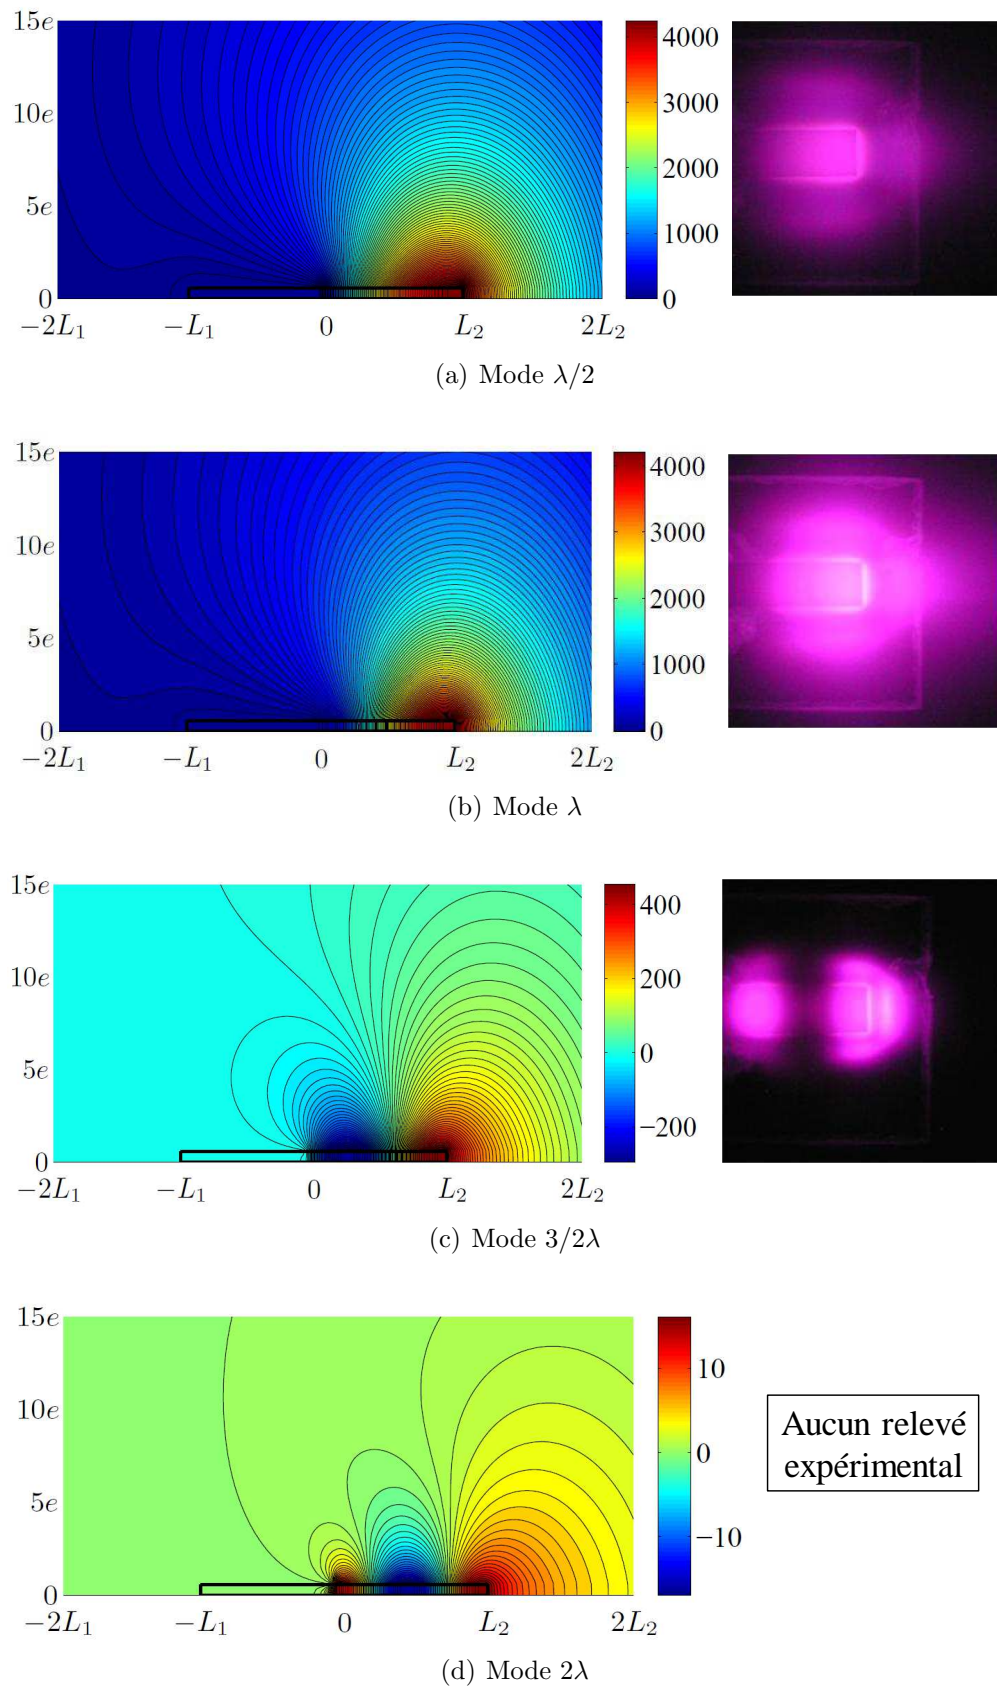 15e
10e
5e
0
−2L₁ −L₁ 0 L₂ 2L₂
4000
3000
2000
1000
0
(a) Mode λ/2
15e
10e
5e
0
−2L₁ −L₁ 0 L₂ 2L₂
4000
3000
2000
1000
0
(b) Mode λ
15e
10e
5e
0
−2L₁ −L₁ 0 L₂ 2L₂
400
200
0
−200
(c) Mode 3/2λ
15e
10e
5e
0
−2L₁ −L₁ 0 L₂ 2L₂
10
0
−10
Aucun relevé
expérimental
(d) Mode 2λ